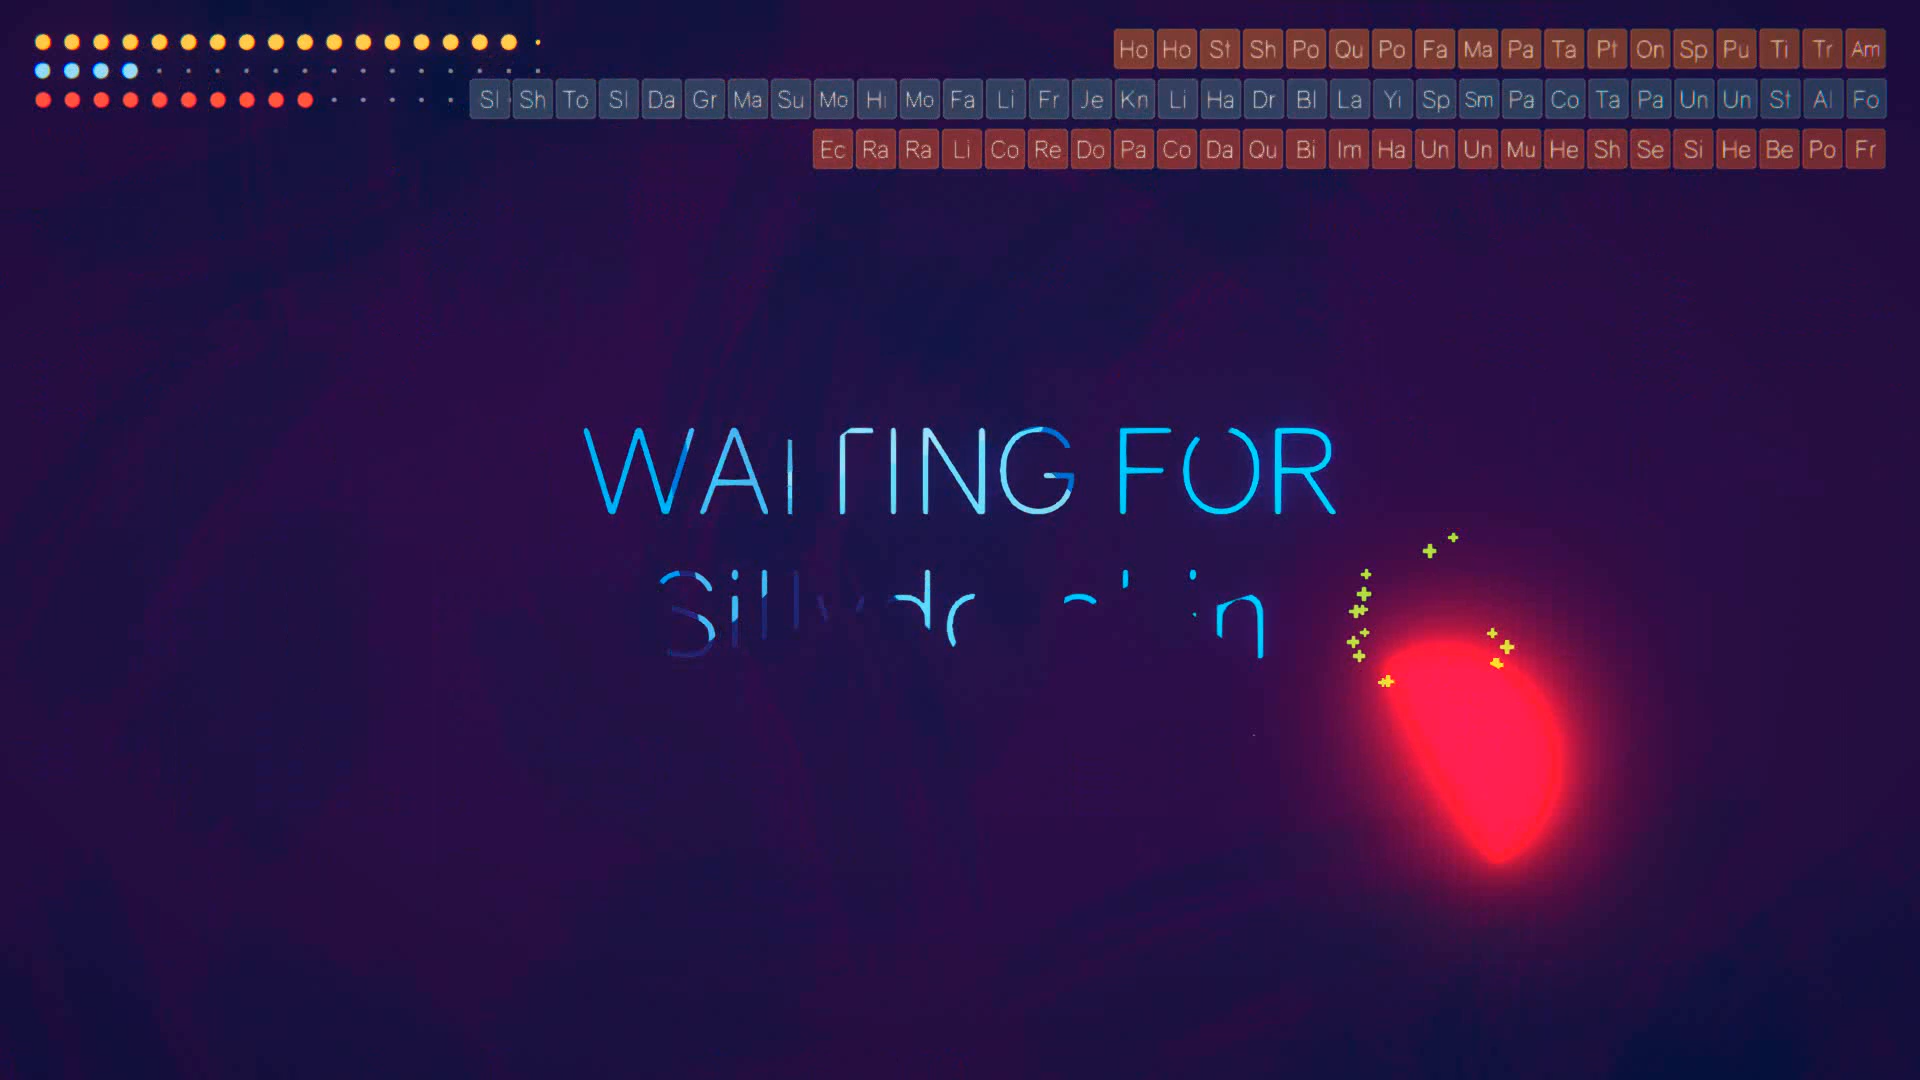 Ho Ho St Sh Po Qu Po Fa Ma Pa Ta Pt On Sp Pu Ti Tr Am
Sl Sh To Sl Da Gr Ma Su Mo Hi Mo Fa Li Fr Je Kn Li Ha Dr Bl La Yi Sp Sm Pa Co Ta Pa Un Un St Al Fo
Ec Ra Ra Li Co Re Do Pa Co Da Qu Bi Im Ha Un Un Mu He Sh Se Si He Be Po Fr
WAITING FOR